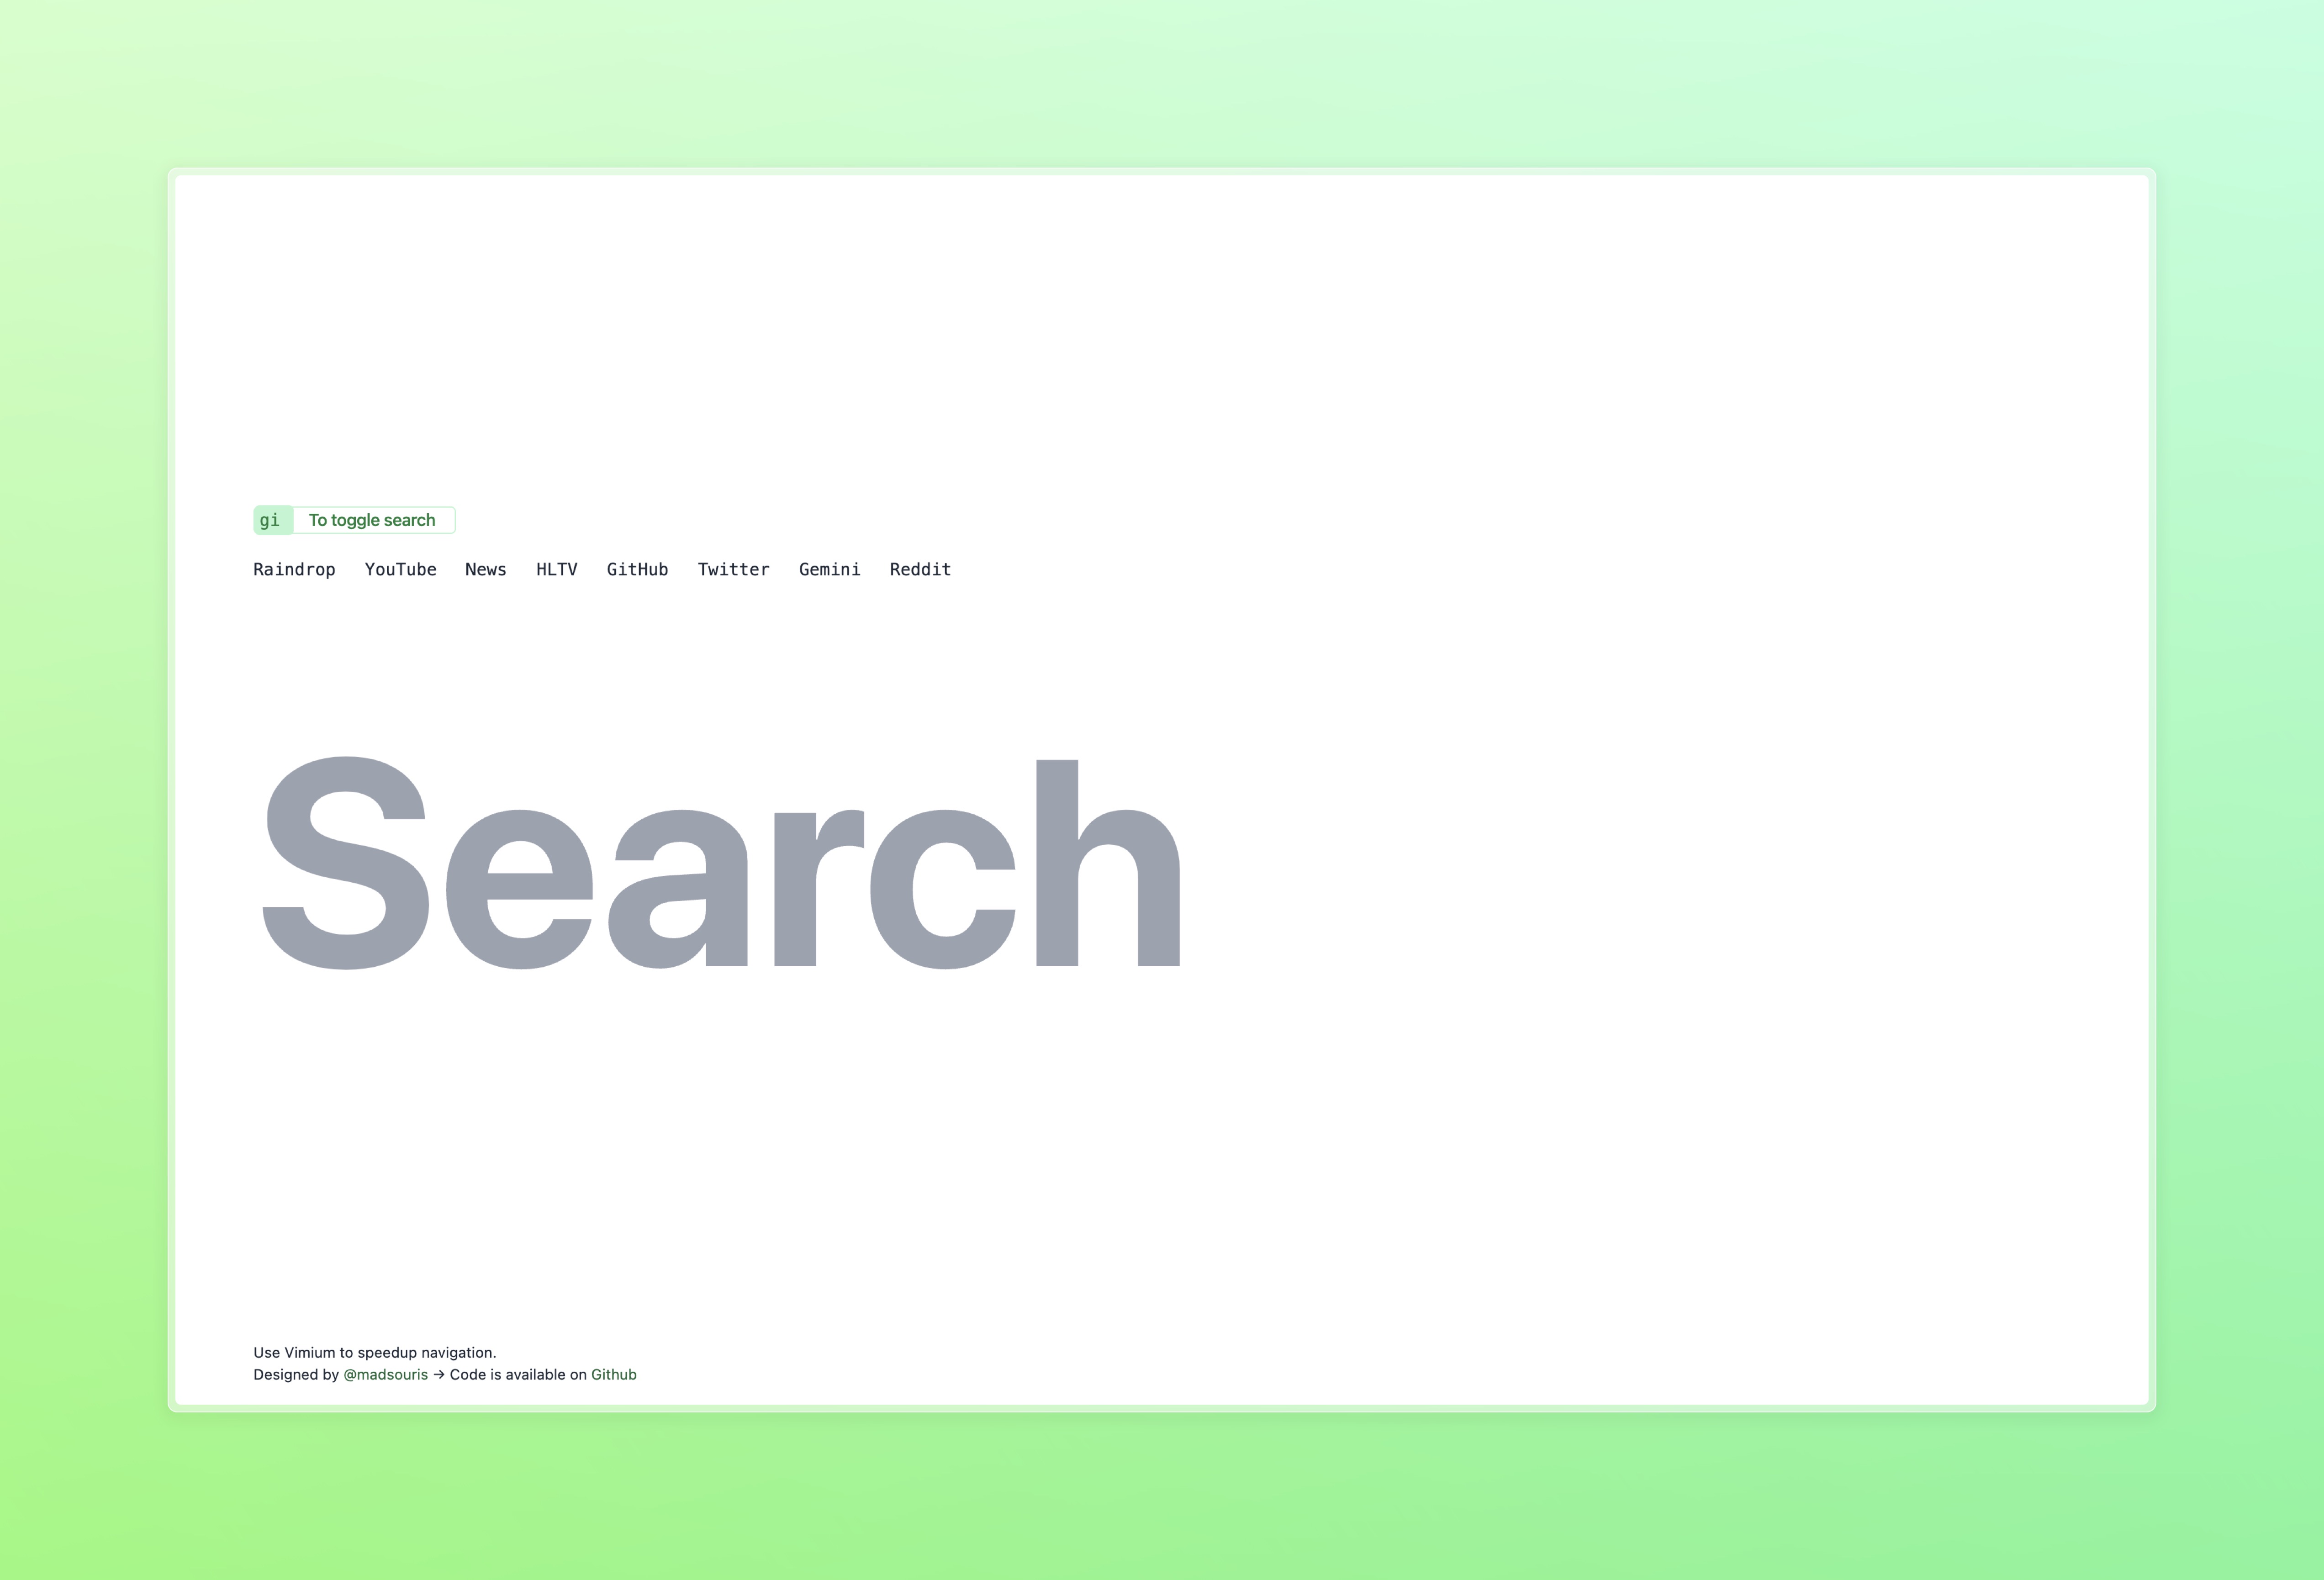 gi To toggle search
Raindrop YouTube News HLTV GitHub Twitter Gemini Reddit
Search
Use Vimium to speedup navigation.
Designed by @madsouris → Code is available on Github